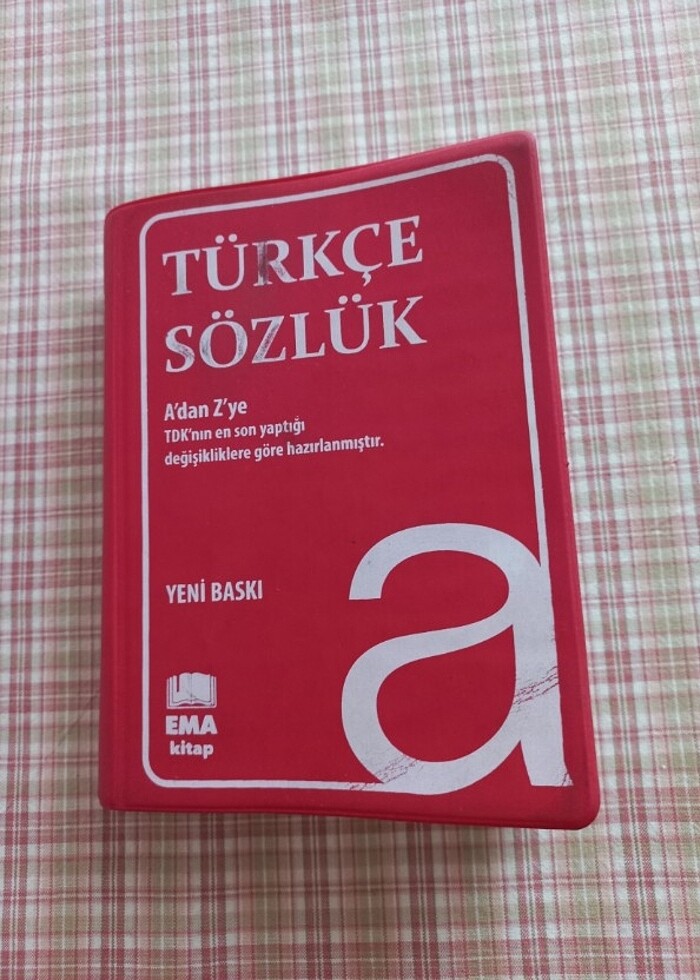 TÜRKÇE
SÖZLÜK
A'dan Z'ye
TDK'nın en son yaptığı
değişikliklere göre hazırlanmıştır.
YENİ BASKI
a
EMA
kitap